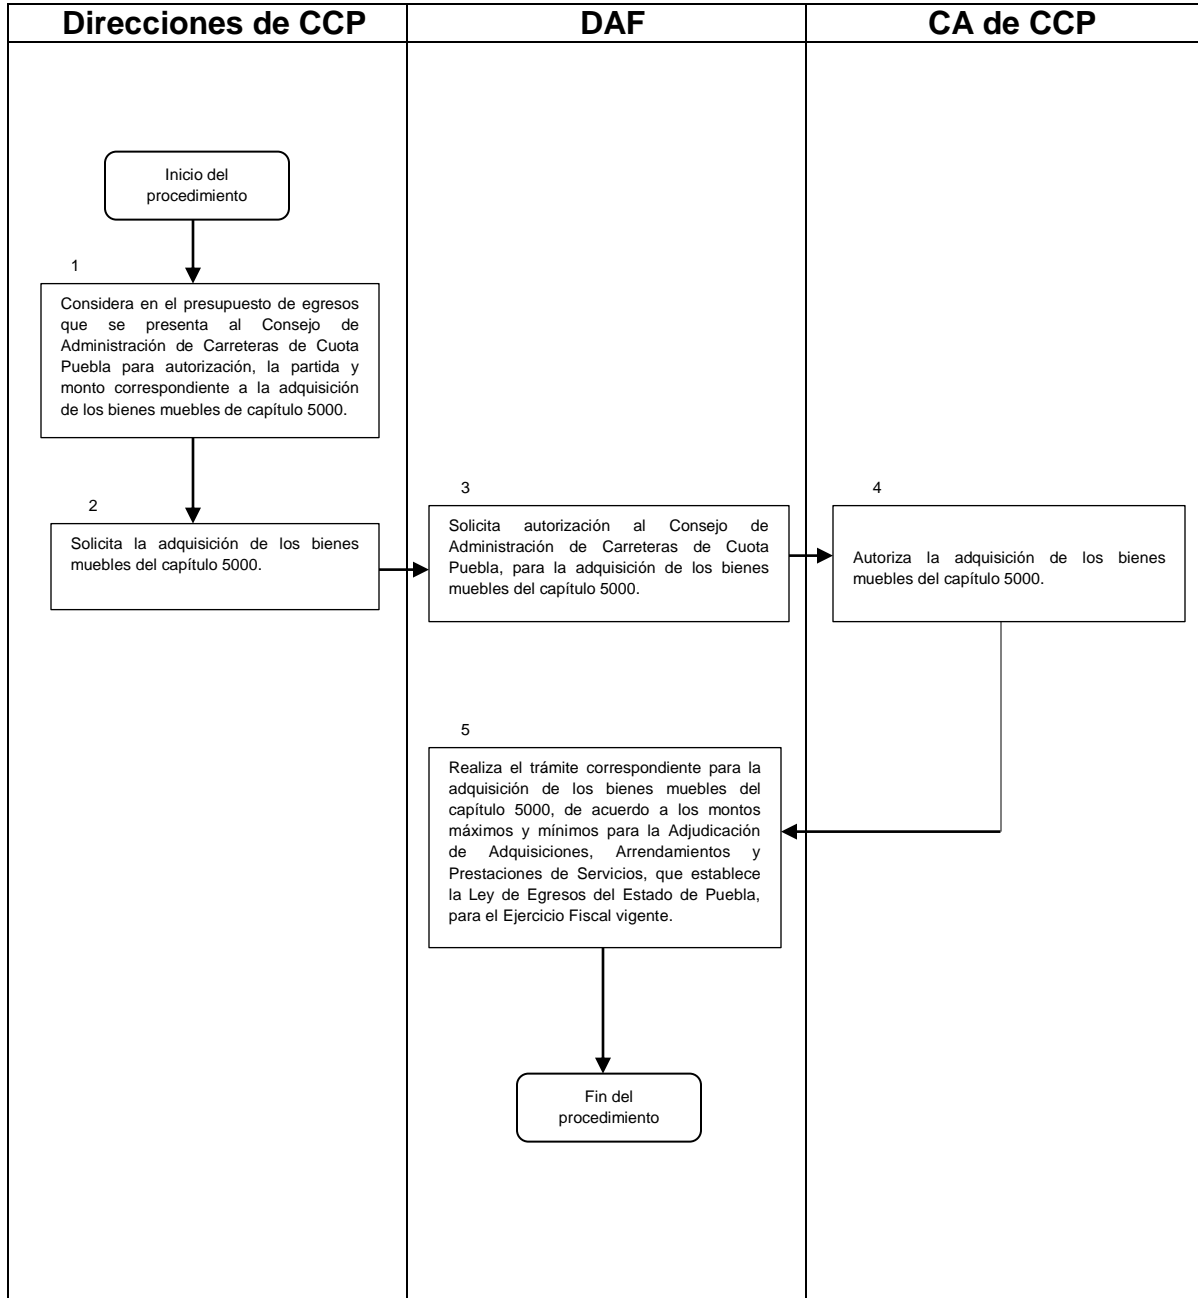 Direcciones de CCP
DAF
CA de CCP
Inicio del
procedimiento
1
Considera en el presupuesto de egresos
que se presenta al Consejo de
Administración de Carreteras de Cuota
Puebla para autorización, la partida y
monto correspondiente a la adquisición
de los bienes muebles de capítulo 5000.
2
Solicita la adquisición de los bienes
muebles del capítulo 5000.
3
Solicita autorización al Consejo de
Administración de Carreteras de Cuota
Puebla, para la adquisición de los bienes
muebles del capítulo 5000.
4
Autoriza la adquisición de los bienes
muebles del capítulo 5000.
5
Realiza el trámite correspondiente para la
adquisición de los bienes muebles del
capítulo 5000, de acuerdo a los montos
máximos y mínimos para la Adjudicación
de Adquisiciones, Arrendamientos y
Prestaciones de Servicios, que establece
la Ley de Egresos del Estado de Puebla,
para el Ejercicio Fiscal vigente.
Fin del
procedimiento